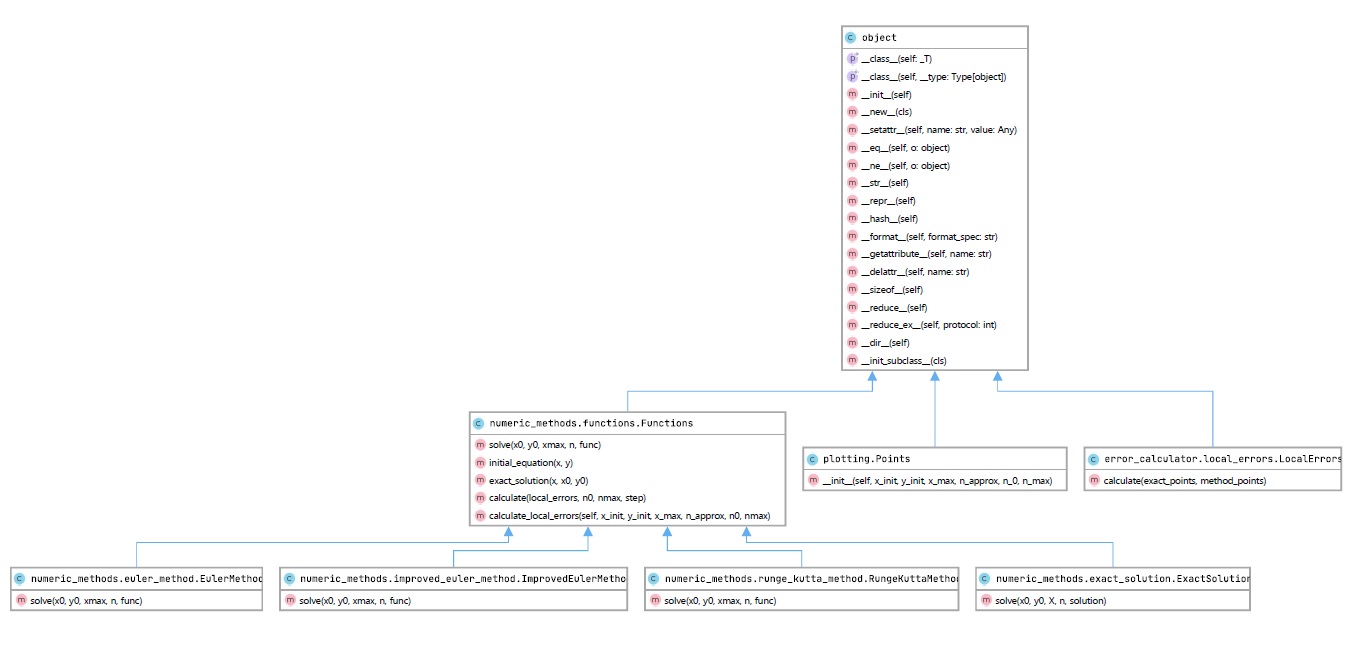 object
__class__(self: _T)
__class__(self, __type: Type[object])
__init__(self)
__new__(cls)
__setattr__(self, name: str, value: Any)
__eq__(self, o: object)
__ne__(self, o: object)
__str__(self)
__repr__(self)
__hash__(self)
__format__(self, format_spec: str)
__getattribute__(self, name: str)
__delattr__(self, name: str)
__sizeof__(self)
__reduce__(self)
__reduce_ex__(self, protocol: int)
__dir__(self)
__init_subclass__(cls)
numeric_methods.functions.Functions
solve(x0, y0, xmax, n, func)
initial_equation(x, y)
exact_solution(x, x0, y0)
calculate(local_errors, n0, nmax, step)
calculate_local_errors(self, x_init, y_init, x_max, n_approx, n0, nmax)
plotting.Points
__init__(self, x_init, y_init, x_max, n_approx, n_0, n_max)
error_calculator.local_errors.LocalErrors
calculate(exact_points, method_points)
numeric_methods.euler_method.EulerMethod
solve(x0, y0, xmax, n, func)
numeric_methods.improved_euler_method.ImprovedEulerMetho
solve(x0, y0, xmax, n, func)
numeric_methods.runge_kutta_method.RungeKuttaMethod
solve(x0, y0, xmax, n, func)
numeric_methods.exact_solution.ExactSolution
solve(x0, y0, X, n, solution)